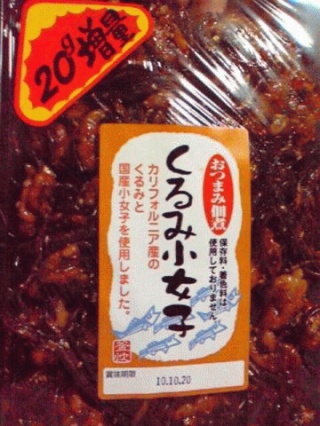 20g増量
おつまみ佃煮
くるみ小女子
保存料・着色料は
使用しておりません
カリフォルニア産の
くるみと
国産小女子を使用しました。
賞味期限
10.10.20